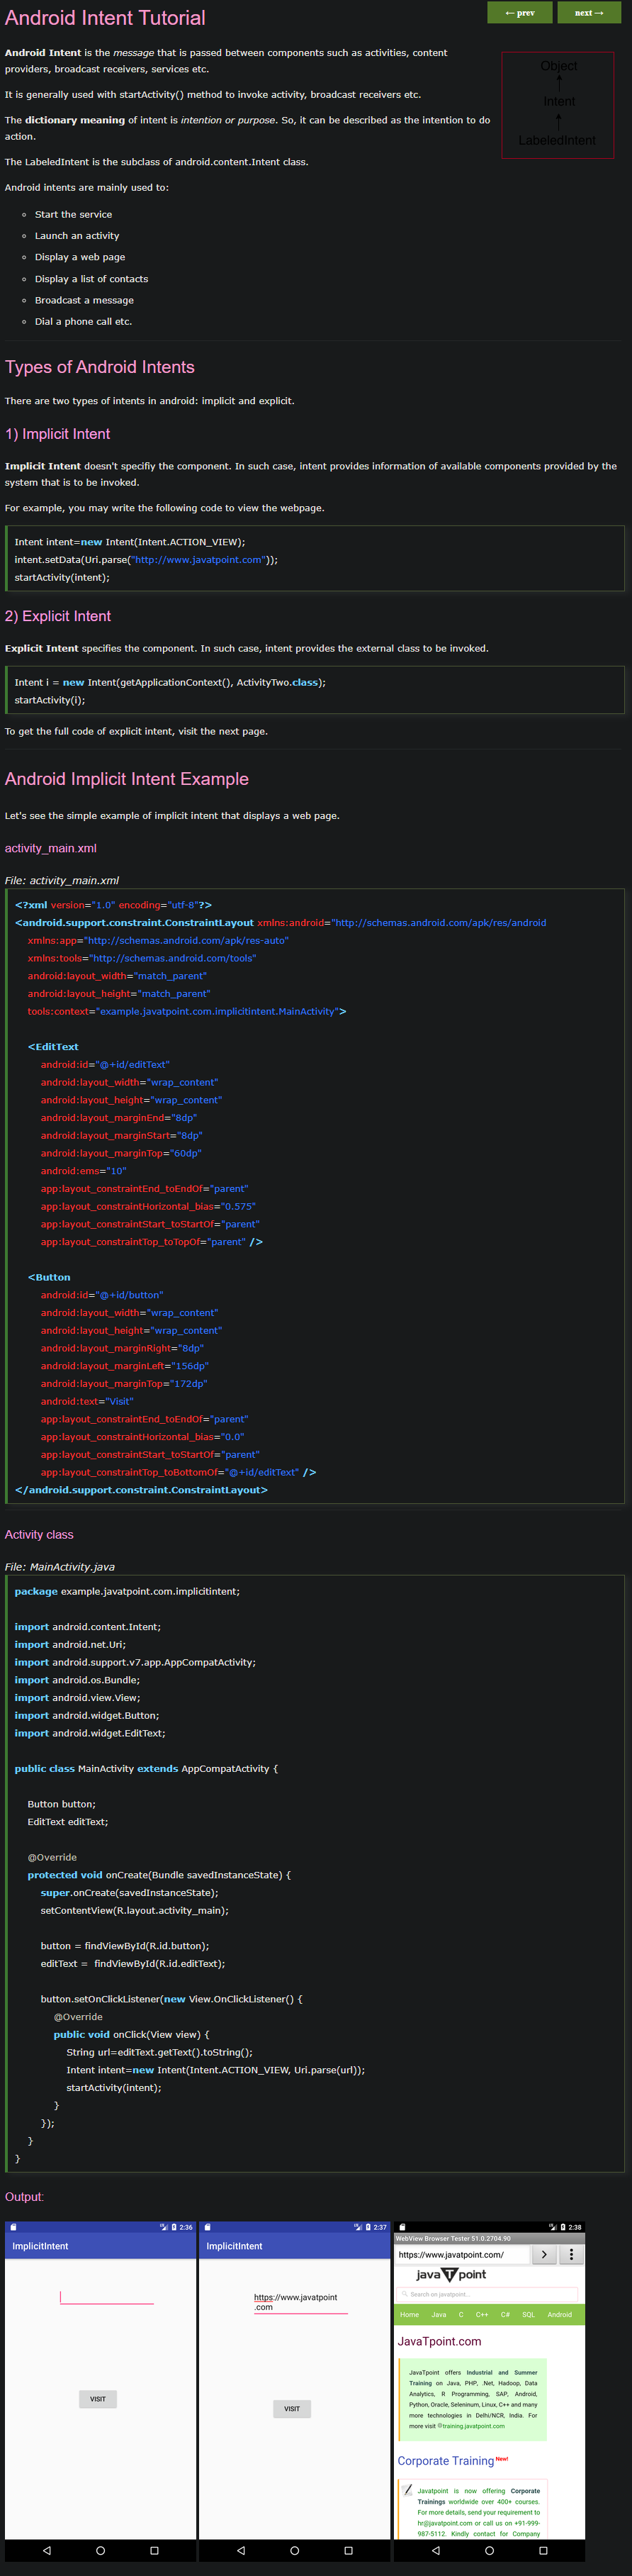 Android Intent Tutorial
← prev
next →
Android Intent is the message that is passed between components such as activities, content
providers, broadcast receivers, services etc.
It is generally used with startActivity() method to invoke activity, broadcast receivers etc.
The dictionary meaning of intent is intention or purpose. So, it can be described as the intention to do
action.
The LabeledIntent is the subclass of android.content.Intent class.
Object
Intent
LabeledIntent
Android intents are mainly used to:
Start the service
Launch an activity
Display a web page
Display a list of contacts
Broadcast a message
Dial a phone call etc.
Types of Android Intents
There are two types of intents in android: implicit and explicit.
1) Implicit Intent
Implicit Intent doesn't specifiy the component. In such case, intent provides information of available components provided by the
system that is to be invoked.
For example, you may write the following code to view the webpage.
Intent intent=new Intent(Intent.ACTION_VIEW);
intent.setData(Uri.parse("http://www.javatpoint.com"));
startActivity(intent);
2) Explicit Intent
Explicit Intent specifies the component. In such case, intent provides the external class to be invoked.
Intent i = new Intent(getApplicationContext(), ActivityTwo.class);
startActivity(i);
To get the full code of explicit intent, visit the next page.
Android Implicit Intent Example
Let's see the simple example of implicit intent that displays a web page.
activity_main.xml
File: activity_main.xml
<?xml version="1.0" encoding="utf-8"?>
<android.support.constraint.ConstraintLayout xmlns:android="http://schemas.android.com/apk/res/android
xmlns:app="http://schemas.android.com/apk/res-auto"
xmlns:tools="http://schemas.android.com/tools"
android:layout_width="match_parent"
android:layout_height="match_parent"
tools:context="example.javatpoint.com.implicitintent.MainActivity">
<EditText
android:id="@+id/editText"
android:layout_width="wrap_content"
android:layout_height="wrap_content"
android:layout_marginEnd="8dp"
android:layout_marginStart="8dp"
android:layout_marginTop="60dp"
android:ems="10"
app:layout_constraintEnd_toEndOf="parent"
app:layout_constraintHorizontal_bias="0.575"
app:layout_constraintStart_toStartOf="parent"
app:layout_constraintTop_toTopOf="parent" />
<Button
android:id="@+id/button"
android:layout_width="wrap_content"
android:layout_height="wrap_content"
android:layout_marginRight="8dp"
android:layout_marginLeft="156dp"
android:layout_marginTop="172dp"
android:text="Visit"
app:layout_constraintEnd_toEndOf="parent"
app:layout_constraintHorizontal_bias="0.0"
app:layout_constraintStart_toStartOf="parent"
app:layout_constraintTop_toBottomOf="@+id/editText" />
</android.support.constraint.ConstraintLayout>
Activity class
File: MainActivity.java
package example.javatpoint.com.implicitintent;
import android.content.Intent;
import android.net.Uri;
import android.support.v7.app.AppCompatActivity;
import android.os.Bundle;
import android.view.View;
import android.widget.Button;
import android.widget.EditText;
public class MainActivity extends AppCompatActivity {
Button button;
EditText editText;
@Override
protected void onCreate(Bundle savedInstanceState) {
super.onCreate(savedInstanceState);
setContentView(R.layout.activity_main);
button = findViewById(R.id.button);
editText =  findViewById(R.id.editText);
button.setOnClickListener(new View.OnClickListener() {
@Override
public void onClick(View view) {
String url=editText.getText().toString();
Intent intent=new Intent(Intent.ACTION_VIEW, Uri.parse(url));
startActivity(intent);
}
});
}
}
Output:
2:36
ImplicitIntent
VISIT
2:37
ImplicitIntent
https://www.javatpoint
.com
VISIT
2:38
WebView Browser Tester 51.0.2704.90
https://www.javatpoint.com/
javaTpoint
Search on javatpoint...
Home Java C C++ C# SQL Android
JavaTpoint.com
JavaTpoint offers Industrial and Summer
Training on Java, PHP, .Net, Hadoop, Data
Analytics, R Programming, SAP, Android,
Python, Oracle, Seleninum, Linux, C++ and many
more technologies in Delhi/NCR, India. For
more visit training.javatpoint.com
Corporate Training New!
Javatpoint is now offering Corporate
Trainings worldwide over 400+ courses.
For more details, send your requirement to
hr@javatpoint.com or call us on +91-999-
987-5112. Kindly contact for Company